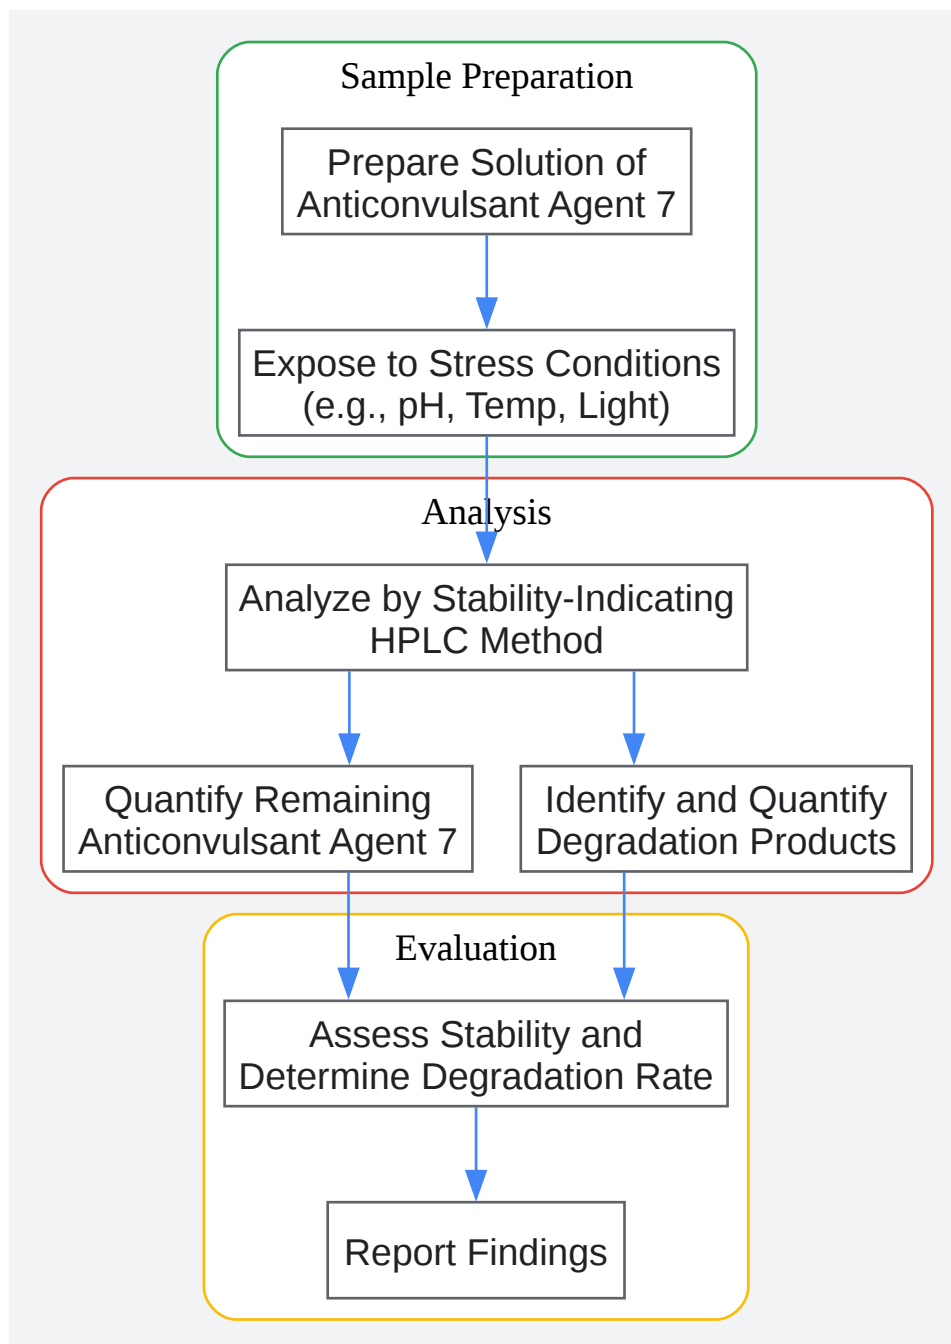 Sample Preparation
Prepare Solution of
Anticonvulsant Agent 7
Expose to Stress Conditions
(e.g., pH, Temp, Light)
Analysis
Analyze by Stability-Indicating
HPLC Method
Quantify Remaining
Anticonvulsant Agent 7
Identify and Quantify
Degradation Products
Evaluation
Assess Stability and
Determine Degradation Rate
Report Findings